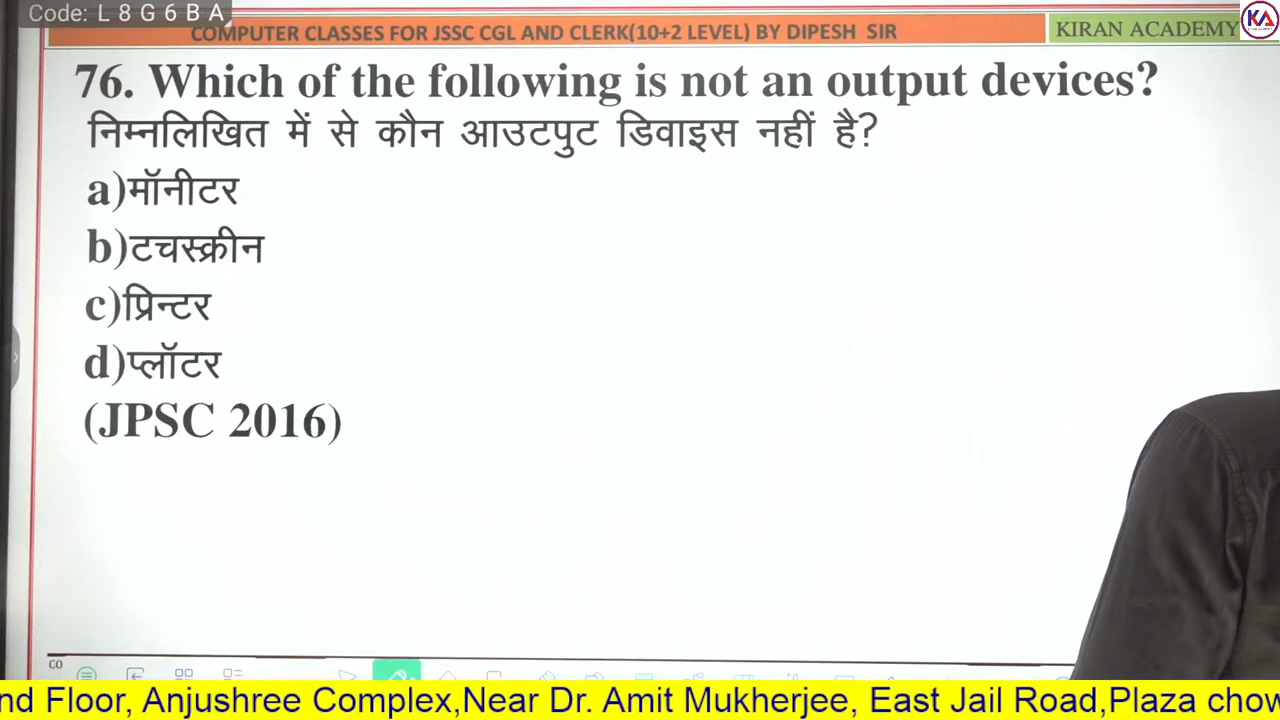 Code: L 8 G 6 B A
COMPUTER CLASSES FOR JSSC CGL AND CLERK(10+2 LEVEL) BY DIPESH SIR
KIRAN ACADEMY
KA
76. Which of the following is not an output devices?
निम्नलिखित में से कौन आउटपुट डिवाइस नहीं है?
a)मॉनीटर
b)टचस्क्रीन
c)प्रिन्टर
d)प्लॉटर
(JPSC 2016)
CO
nd Floor, Anjushree Complex,Near Dr. Amit Mukherjee, East Jail Road,Plaza chow